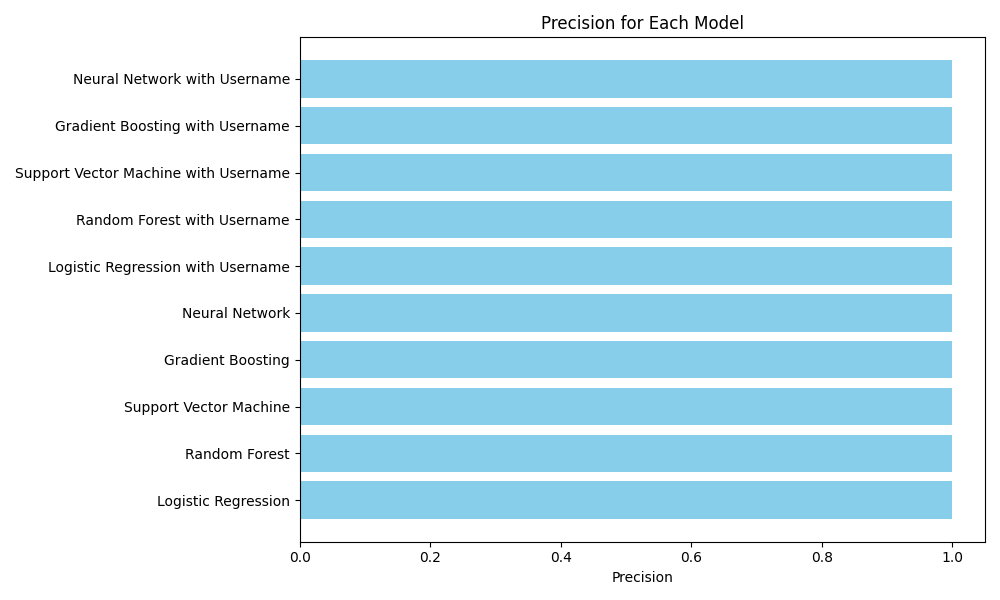 Precision for Each Model
Neural Network with Username
Gradient Boosting with Username
Support Vector Machine with Username
Random Forest with Username
Logistic Regression with Username
Neural Network
Gradient Boosting
Support Vector Machine
Random Forest
Logistic Regression
0.0 0.2 0.4 0.6 0.8 1.0
Precision